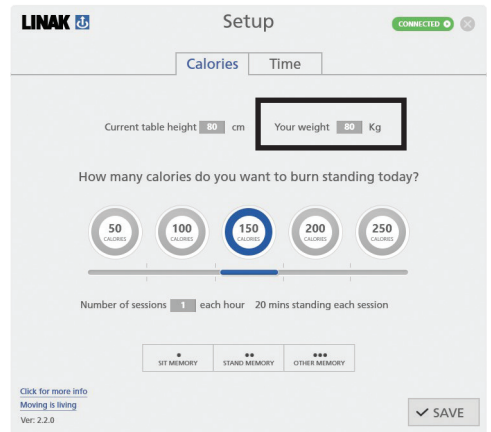 LINAK Setup CONNECTED
Calories Time
Current table height 80 cm Your weight 80 Kg
How many calories do you want to burn standing today?
50 100 150 200 250
CALORIES CALORIES CALORIES CALORIES CALORIES
Number of sessions 1 each hour 20 mins standing each session
SIT MEMORY STAND MEMORY OTHER MEMORY
Click for more info
Moving is living
Ver: 2.2.0
SAVE